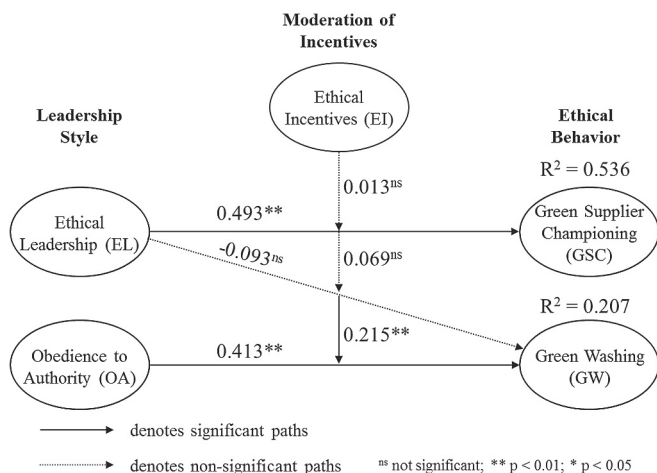 Moderation of
Incentives
Ethical
Incentives (EI)
Leadership
Style
Ethical
Behavior
R² = 0.536
0.013ⁿˢ
0.493**
Ethical
Leadership (EL)
Green Supplier
Championing
(GSC)
-0.093ⁿˢ
0.069ⁿˢ
R² = 0.207
0.215**
0.413**
Obedience to
Authority (OA)
Green Washing
(GW)
denotes significant paths
denotes non-significant paths
ⁿˢ not significant; ** p < 0.01; * p < 0.05